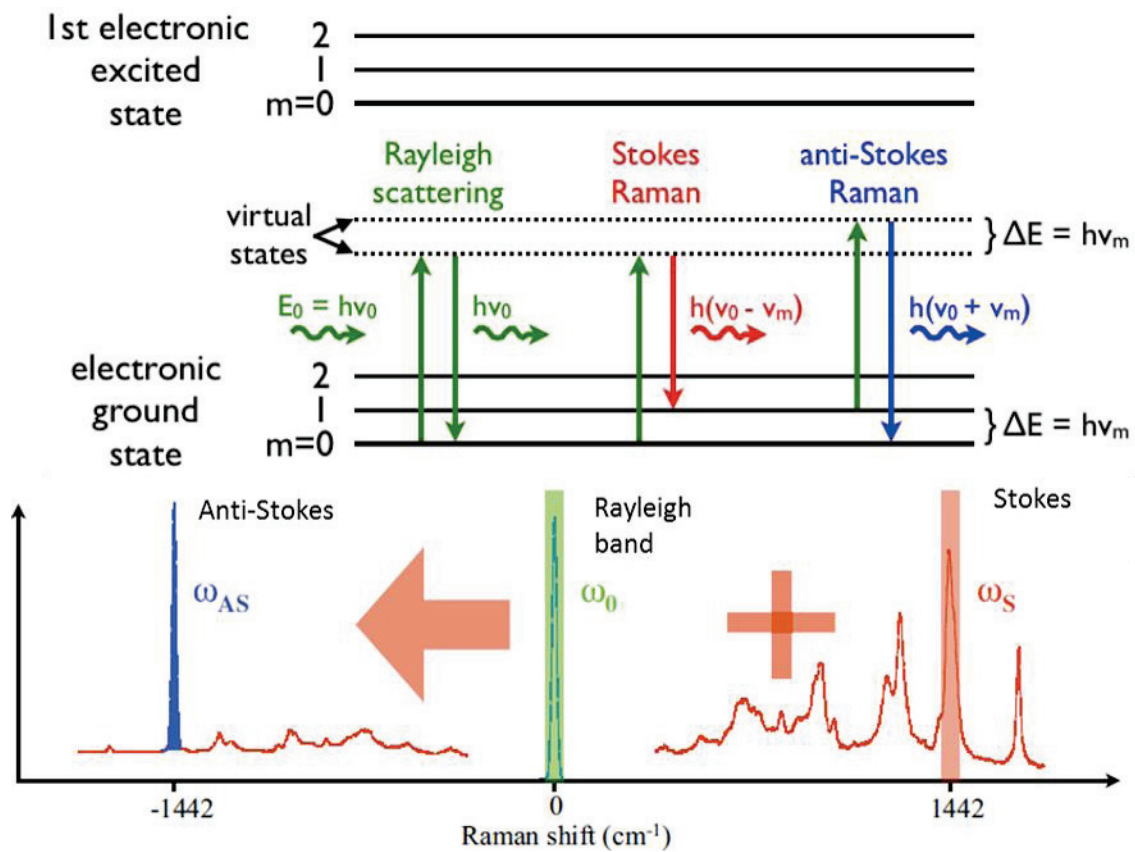 1st electronic
excited
state
2
1
m=0
Rayleigh
scattering
Stokes
Raman
anti-Stokes
Raman
virtual
states
} ΔE = hνm
E0 = hν0
hν0
h(ν0 - νm)
h(ν0 + νm)
electronic
ground
state
2
1
m=0
} ΔE = hνm
Anti-Stokes
Rayleigh
band
Stokes
ωAS
ω0
ωS
-1442
0
1442
Raman shift (cm⁻¹)